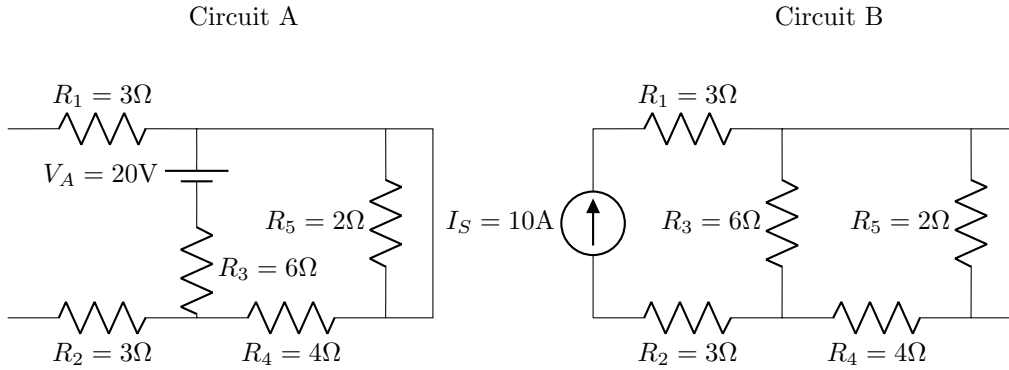 Circuit A
Circuit B
R₁ = 3Ω
R₁ = 3Ω
V_A = 20V
R₅ = 2Ω
I_S = 10A
R₃ = 6Ω
R₅ = 2Ω
R₃ = 6Ω
R₂ = 3Ω
R₄ = 4Ω
R₂ = 3Ω
R₄ = 4Ω